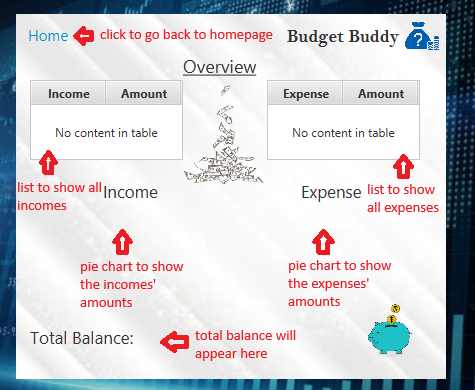 Home
click to go back to homepage
Budget Buddy
?
Overview
Income Amount
Expense Amount
No content in table
No content in table
list to show all
incomes
Income
Expense
list to show
all expenses
pie chart to show
the incomes'
amounts
pie chart to show
the expenses'
amounts
Total Balance:
total balance will
appear here